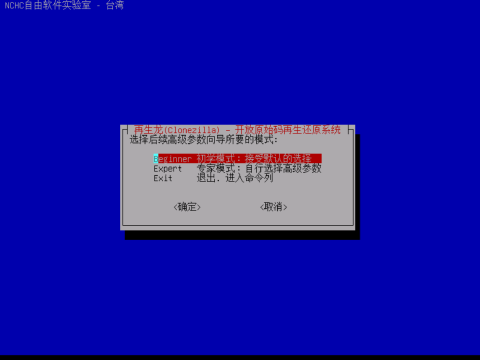 NCHC自由软件实验室 - 台湾
再生龙(Clonezilla) - 开放原始码再生还原系统
选择后续高级参数向导所要的模式:
Beginner 初学模式: 接受默认的选择
Expert 专家模式: 自行选择高级参数
Exit 退出. 进入命令列
<确定> <取消>